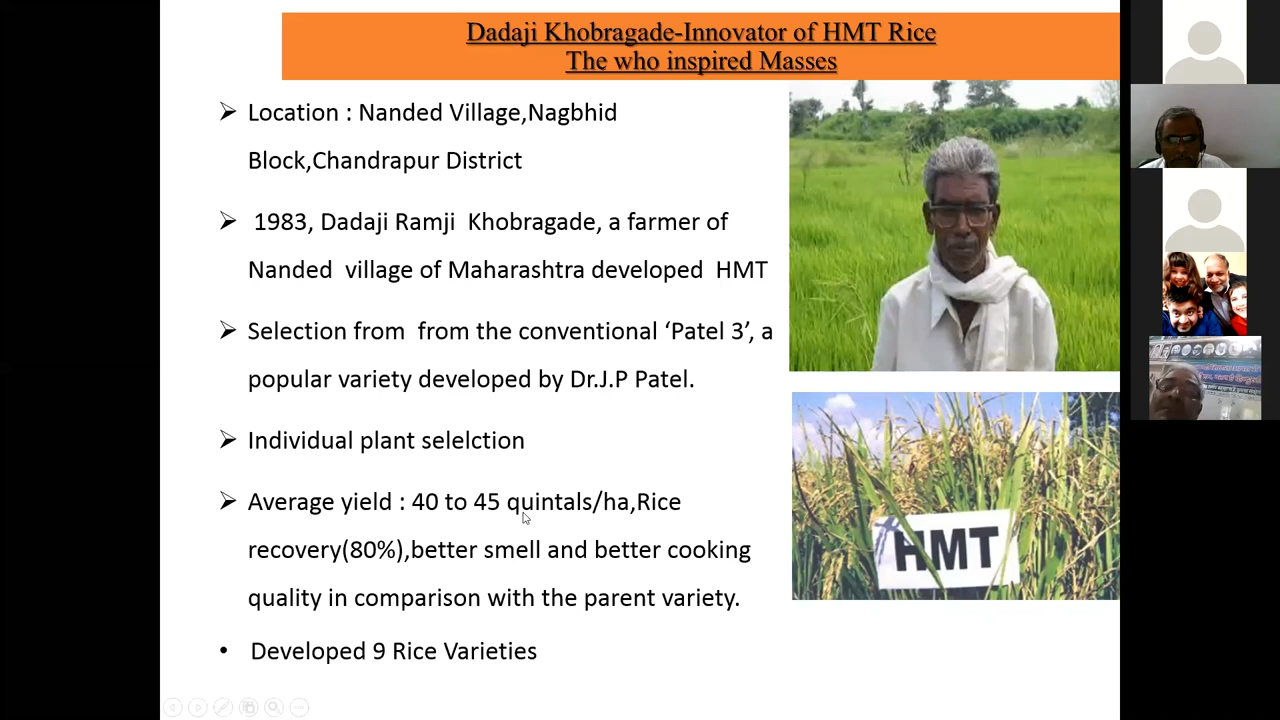 Dadaji Khobragade-Innovator of HMT Rice
The who inspired Masses
➢ Location : Nanded Village,Nagbhid
Block,Chandrapur District
➢ 1983, Dadaji Ramji Khobragade, a farmer of
Nanded village of Maharashtra developed HMT
➢ Selection from from the conventional ‘Patel 3’, a
popular variety developed by Dr.J.P Patel.
➢ Individual plant selelction
➢ Average yield : 40 to 45 quintals/ha,Rice
recovery(80%),better smell and better cooking
quality in comparison with the parent variety.
• Developed 9 Rice Varieties
HMT